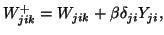 $W^{+}_{jik} = W_{jik} + \beta \delta_{ji} Y_{ji},$